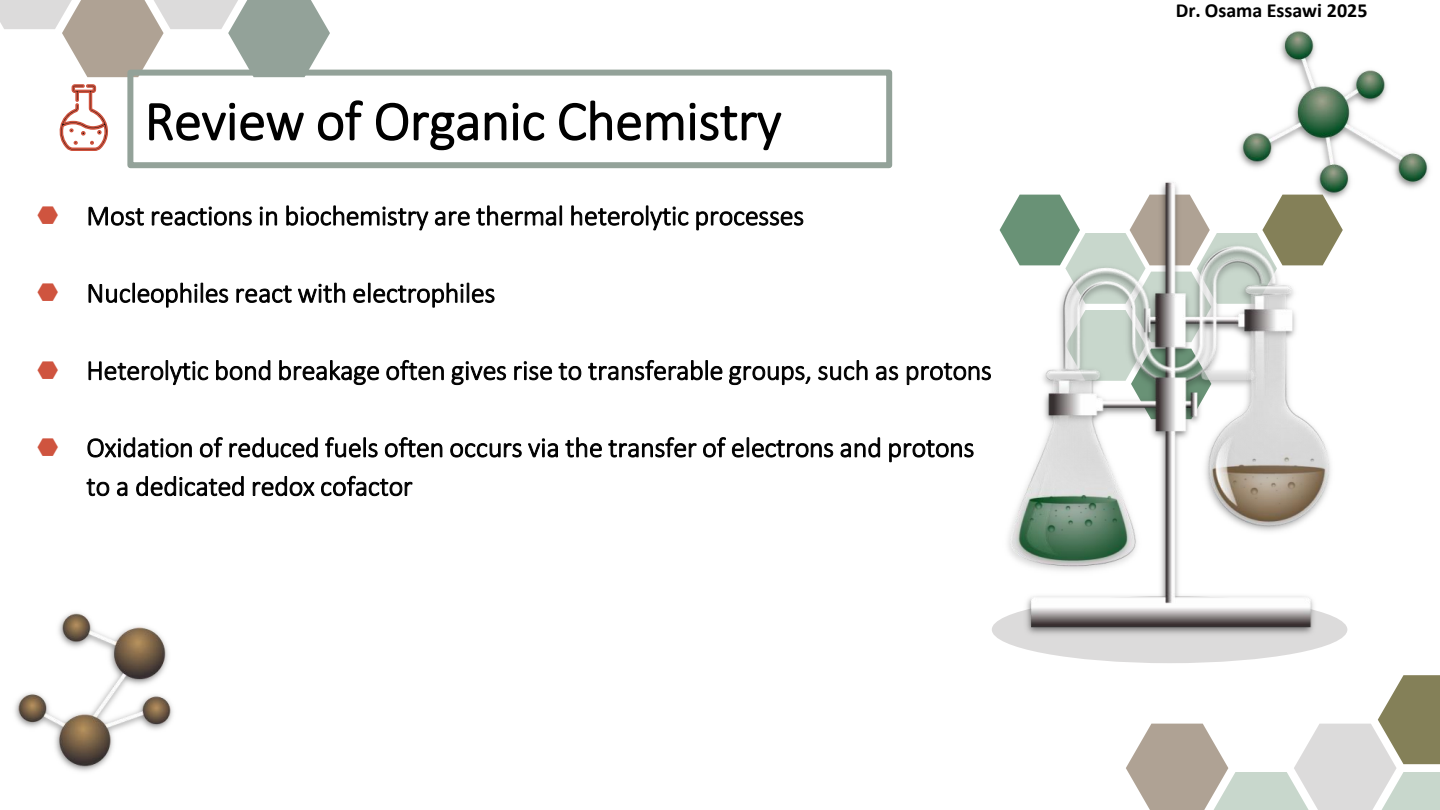 Dr. Osama Essawi 2025
Review of Organic Chemistry
Most reactions in biochemistry are thermal heterolytic processes
Nucleophiles react with electrophiles
Heterolytic bond breakage often gives rise to transferable groups, such as protons
Oxidation of reduced fuels often occurs via the transfer of electrons and protons
to a dedicated redox cofactor